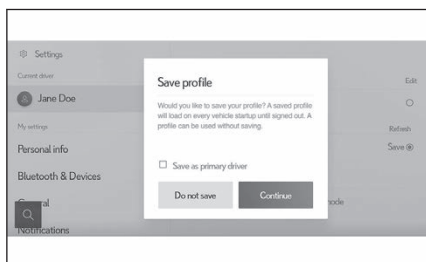 Settings
Current driver
Edit
Jane Doe
My settings
Refresh
Personal info
Save
Bluetooth & Devices
Notifications
Save profile
Would you like to save your profile? A saved profile
will load on every vehicle startup until signed out. A
profile can be used without saving.
Save as primary driver
Do not save
Continue